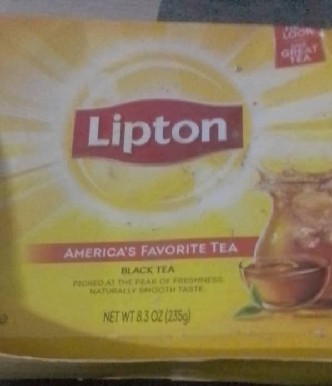 LOOK
GREAT
TEA
Lipton
AMERICA'S FAVORITE TEA
BLACK TEA
PICKED AT THE PEAK OF FRESHNESS.
NATURALLY SMOOTH TASTE.
NET WT 8.3 OZ (235g)